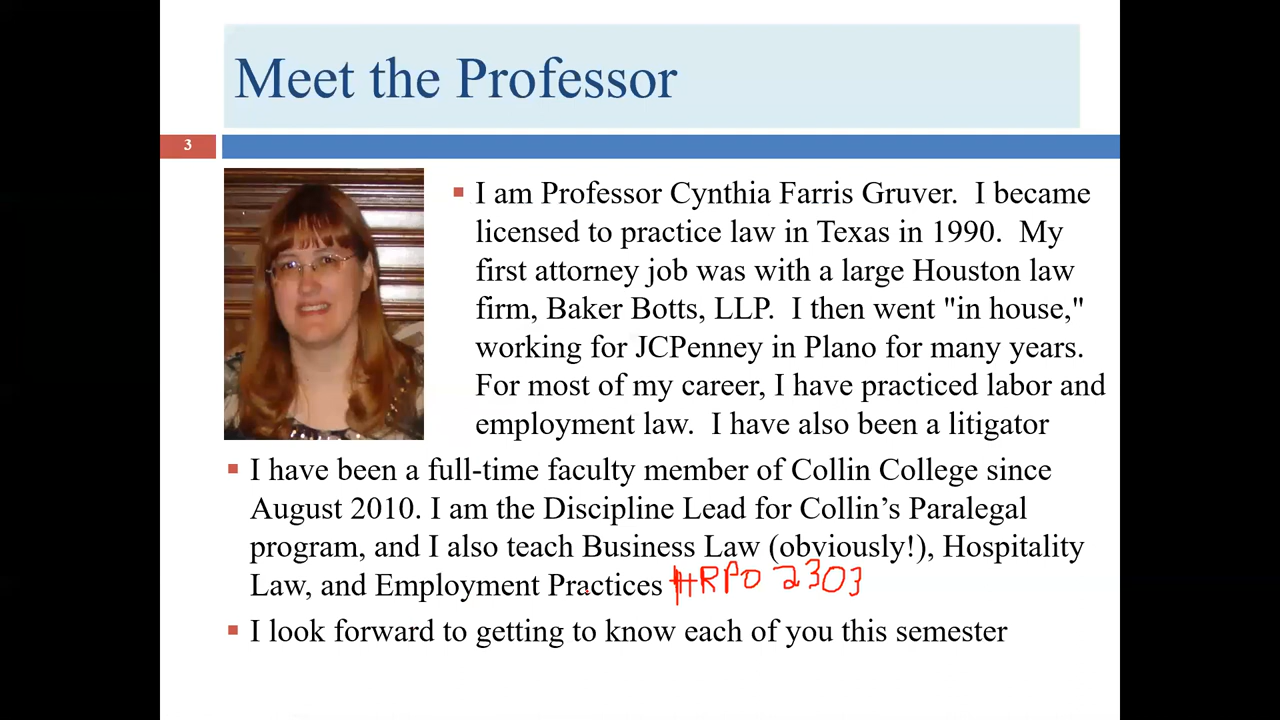 Meet the Professor
3
▪ I am Professor Cynthia Farris Gruver.  I became
licensed to practice law in Texas in 1990.  My
first attorney job was with a large Houston law
firm, Baker Botts, LLP.  I then went "in house,"
working for JCPenney in Plano for many years.
For most of my career, I have practiced labor and
employment law.  I have also been a litigator
▪ I have been a full-time faculty member of Collin College since
August 2010. I am the Discipline Lead for Collin’s Paralegal
program, and I also teach Business Law (obviously!), Hospitality
Law, and Employment Practices HRPO 2303
▪ I look forward to getting to know each of you this semester